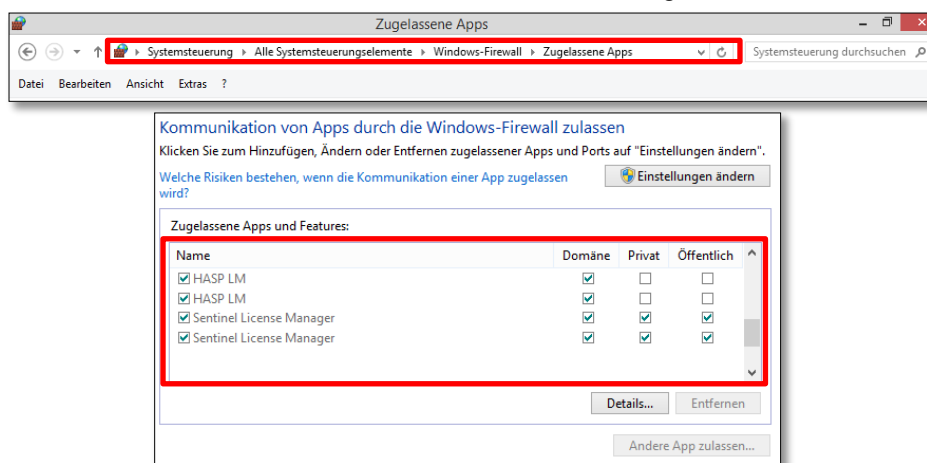 Zugelassene Apps
Systemsteuerung Alle Systemsteuerungselemente Windows-Firewall Zugelassene Apps Systemsteuerung durchsuchen
Datei Bearbeiten Ansicht Extras ?
Kommunikation von Apps durch die Windows-Firewall zulassen
Klicken Sie zum Hinzufügen, Ändern oder Entfernen zugelassener Apps und Ports auf "Einstellungen ändern".
Welche Risiken bestehen, wenn die Kommunikation einer App zugelassen
wird?
Einstellungen ändern
Zugelassene Apps und Features:
Name Domäne Privat Öffentlich
HASP LM
HASP LM
Sentinel License Manager
Sentinel License Manager
Details... Entfernen
Andere App zulassen...